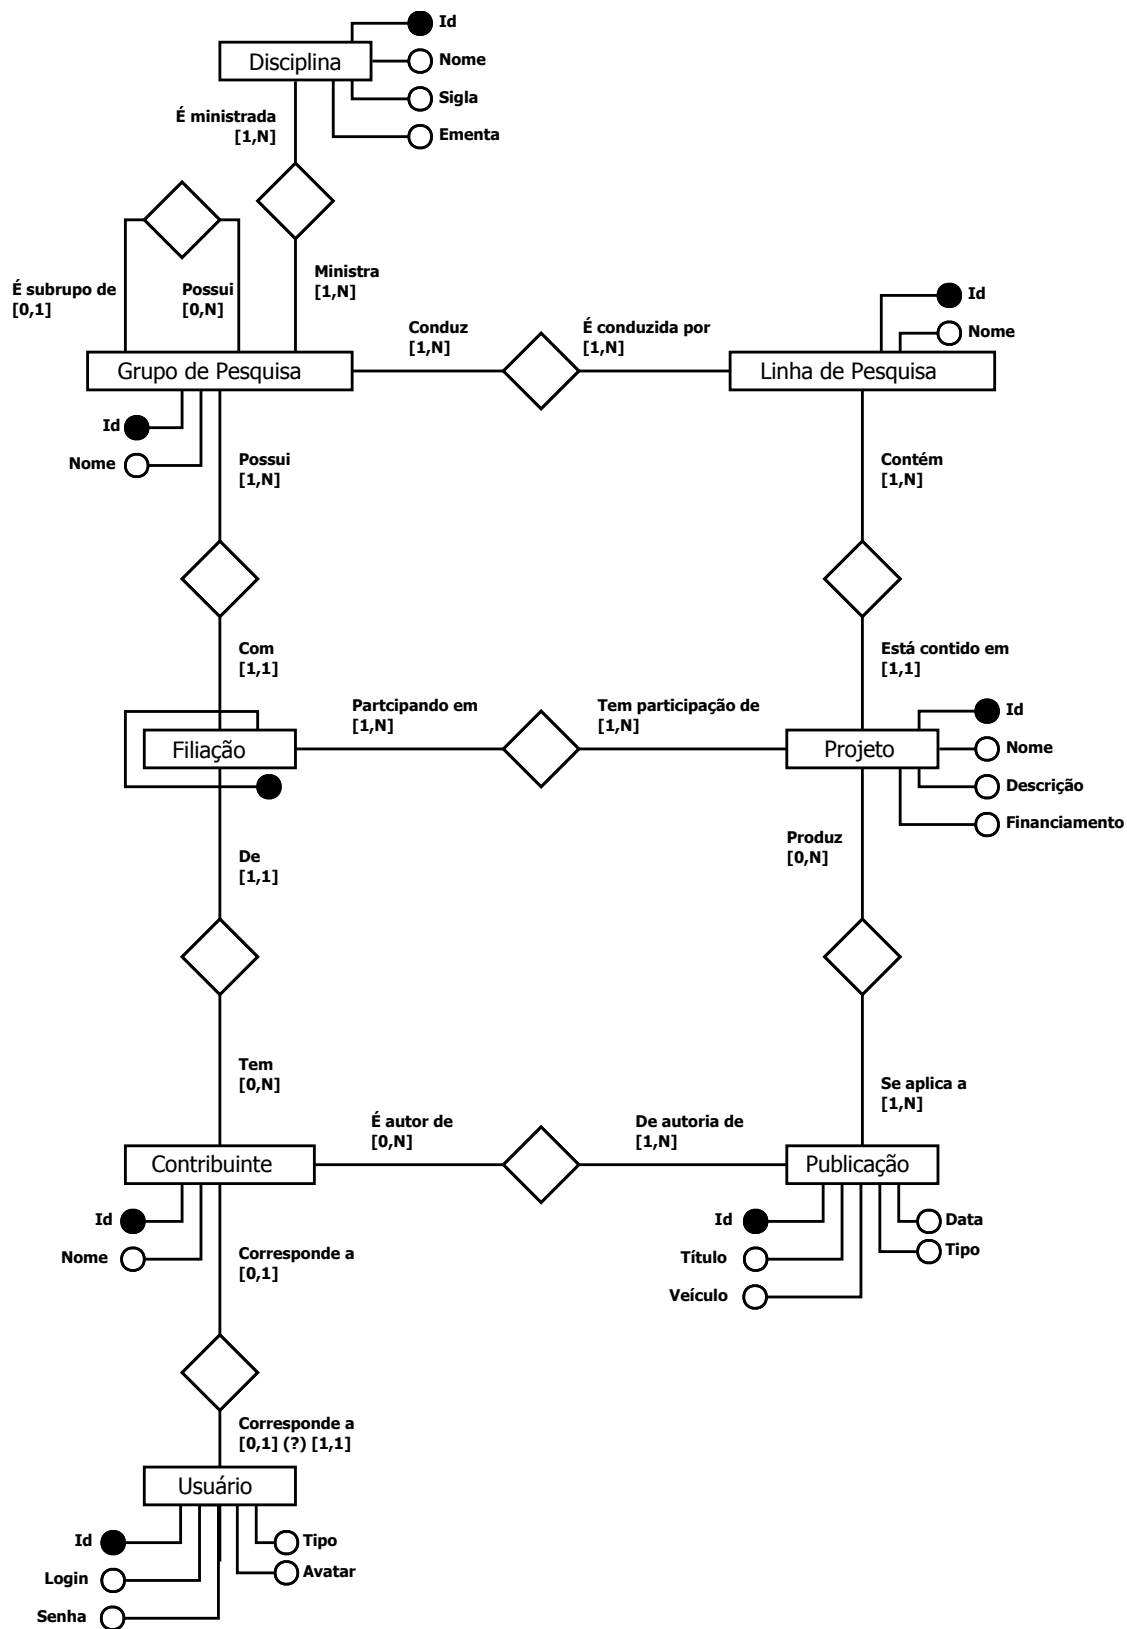 Id
Disciplina
Nome
Sigla
É ministrada
[1,N]
Ementa
É subrupo de
[0,1]
Possui
[0,N]
Ministra
[1,N]
Conduz
[1,N]
É conduzida por
[1,N]
Id
Nome
Grupo de Pesquisa
Linha de Pesquisa
Id
Nome
Possui
[1,N]
Contém
[1,N]
Com
[1,1]
Está contido em
[1,1]
Partcipando em
[1,N]
Tem participação de
[1,N]
Id
Filiação
Projeto
Nome
Descrição
Financiamento
De
[1,1]
Produz
[0,N]
Tem
[0,N]
Se aplica a
[1,N]
É autor de
[0,N]
De autoria de
[1,N]
Contribuinte
Publicação
Id
Nome
Corresponde a
[0,1]
Id
Título
Veículo
Data
Tipo
Corresponde a
[0,1] (?) [1,1]
Usuário
Id
Login
Senha
Tipo
Avatar